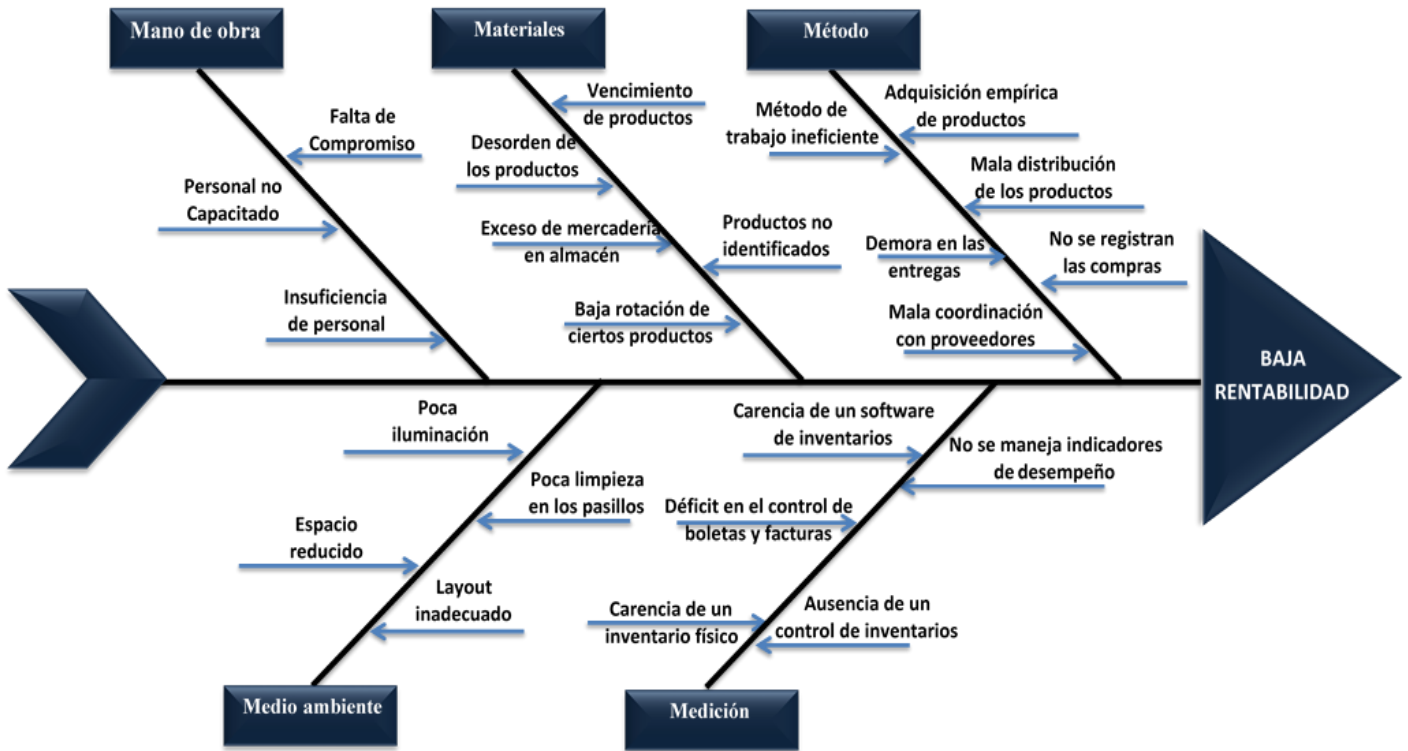 Mano de obra
Falta de
Compromiso
Personal no
Capacitado
Insuficiencia
de personal
Materiales
Vencimiento
de productos
Desorden de
los productos
Exceso de mercadería
en almacén
Productos no
identificados
Baja rotación de
ciertos productos
Método
Método de
trabajo ineficiente
Adquisición empírica
de productos
Mala distribución
de los productos
Demora en las
entregas
No se registran
las compras
Mala coordinación
con proveedores
BAJA
RENTABILIDAD
Poca
iluminación
Poca limpieza
en los pasillos
Espacio
reducido
Layout
inadecuado
Medio ambiente
Carencia de un software
de inventarios
No se maneja indicadores
de desempeño
Déficit en el control de
boletas y facturas
Carencia de un
inventario físico
Ausencia de un
control de inventarios
Medición